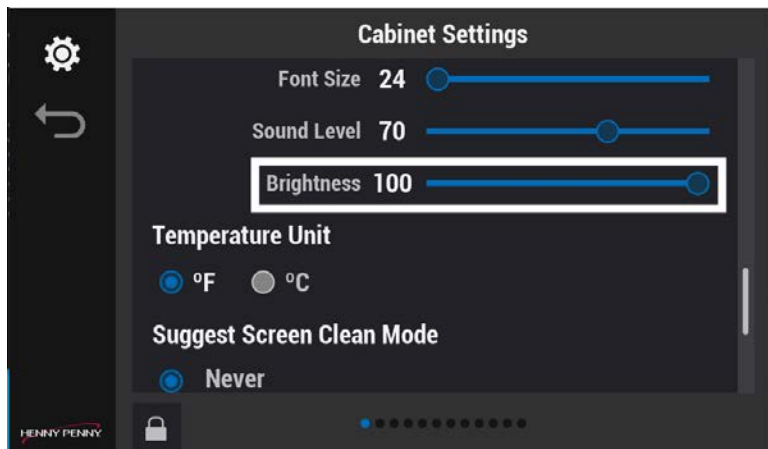 Cabinet Settings
Font Size 24
Sound Level 70
Brightness 100
Temperature Unit
°F °C
Suggest Screen Clean Mode
Never
HENNY PENNY